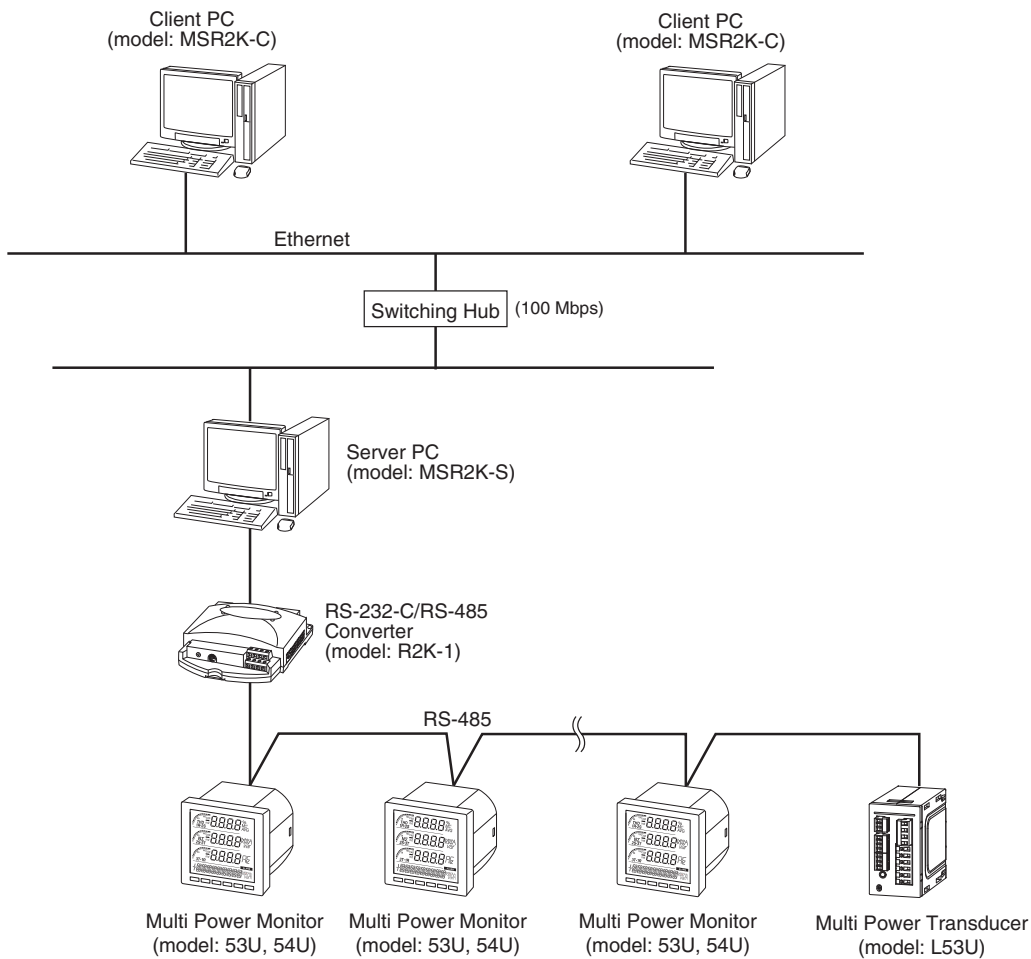 Client PC
(model: MSR2K-C)
Client PC
(model: MSR2K-C)
Ethernet
Switching Hub
(100 Mbps)
Server PC
(model: MSR2K-S)
RS-232-C/RS-485
Converter
(model: R2K-1)
RS-485
Multi Power Monitor
(model: 53U, 54U)
Multi Power Monitor
(model: 53U, 54U)
Multi Power Monitor
(model: 53U, 54U)
Multi Power Transducer
(model: L53U)